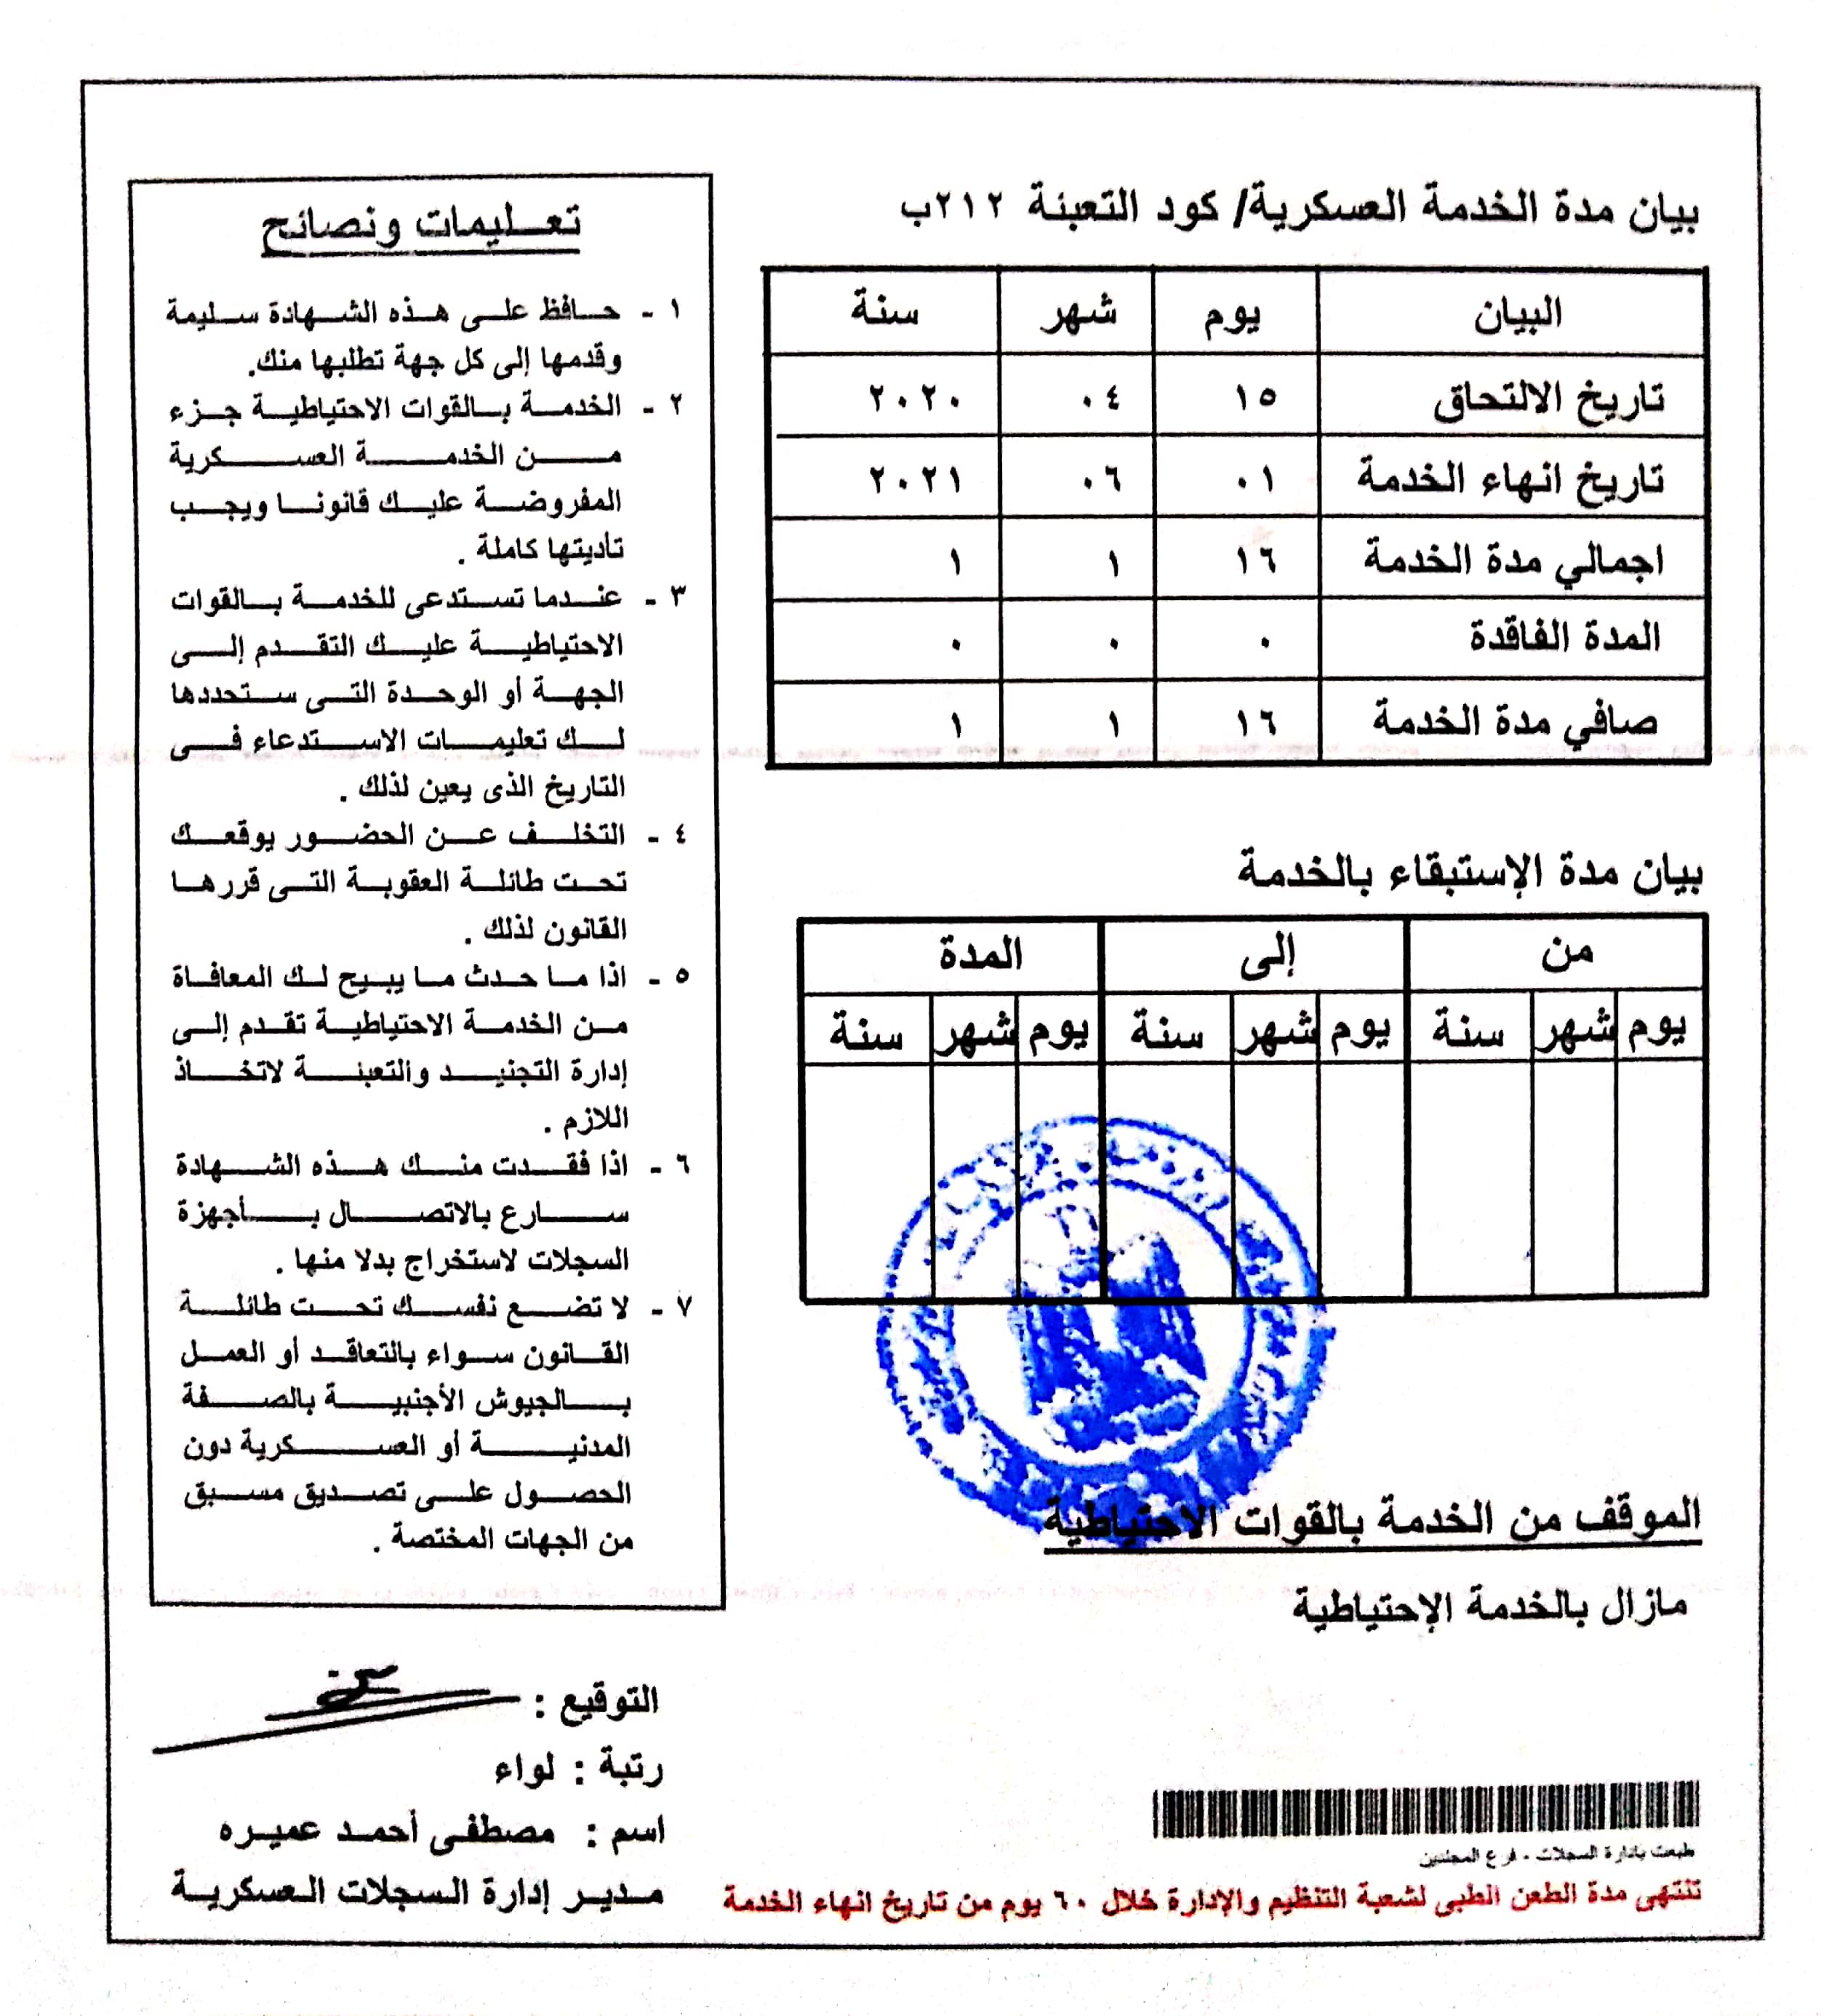 بيان مدة الخدمة العسكرية/ كود التعبئة ٢١٢ب
البيان يوم شهر سنة
تاريخ الالتحاق ١٥ ٠٤ ٢٠٢٠
تاريخ انهاء الخدمة ٠١ ٠٦ ٢٠٢١
اجمالي مدة الخدمة ١٦ ١ ١
المدة الفاقدة ٠ ٠ ٠
صافي مدة الخدمة ١٦ ١ ١
بيان مدة الإستبقاء بالخدمة
من إلى المدة
يوم شهر سنة يوم شهر سنة يوم شهر سنة
الموقف من الخدمة بالقوات الاحتياطية
مازال بالخدمة الإحتياطية
طبعت بادارة السجلات - فرع المجندين
تنتهى مدة الطعن الطبى لشعبة التنظيم والإدارة خلال ٦٠ يوم من تاريخ انهاء الخدمة
تعليمات ونصائح
١ - حافظ على هذه الشهادة سليمة
وقدمها إلى كل جهة تطلبها منك.
٢ - الخدمة بالقوات الاحتياطية جزء
من الخدمة العسكرية
المفروضة عليك قانونا ويجب
تاديتها كاملة .
٣ - عندما تستدعى للخدمة بالقوات
الاحتياطية عليك التقدم إلى
الجهة أو الوحدة التى ستحددها
لك تعليمات الاستدعاء فى
التاريخ الذى يعين لذلك .
٤ - التخلف عن الحضور يوقعك
تحت طائلة العقوبة التى قررها
القانون لذلك .
٥ - اذا ما حدث ما يبيح لك المعافاة
من الخدمة الاحتياطية تقدم إلى
إدارة التجنيد والتعبئة لاتخاذ
اللازم .
٦ - اذا فقدت منك هذه الشهادة
سارع بالاتصال بأجهزة
السجلات لاستخراج بدلا منها .
٧ - لا تضع نفسك تحت طائلة
القانون سواء بالتعاقد أو العمل
بالجيوش الأجنبية بالصفة
المدنية أو العسكرية دون
الحصول على تصديق مسبق
من الجهات المختصة .
التوقيع :
رتبة : لواء
اسم : مصطفى أحمد عميره
مدير إدارة السجلات العسكرية